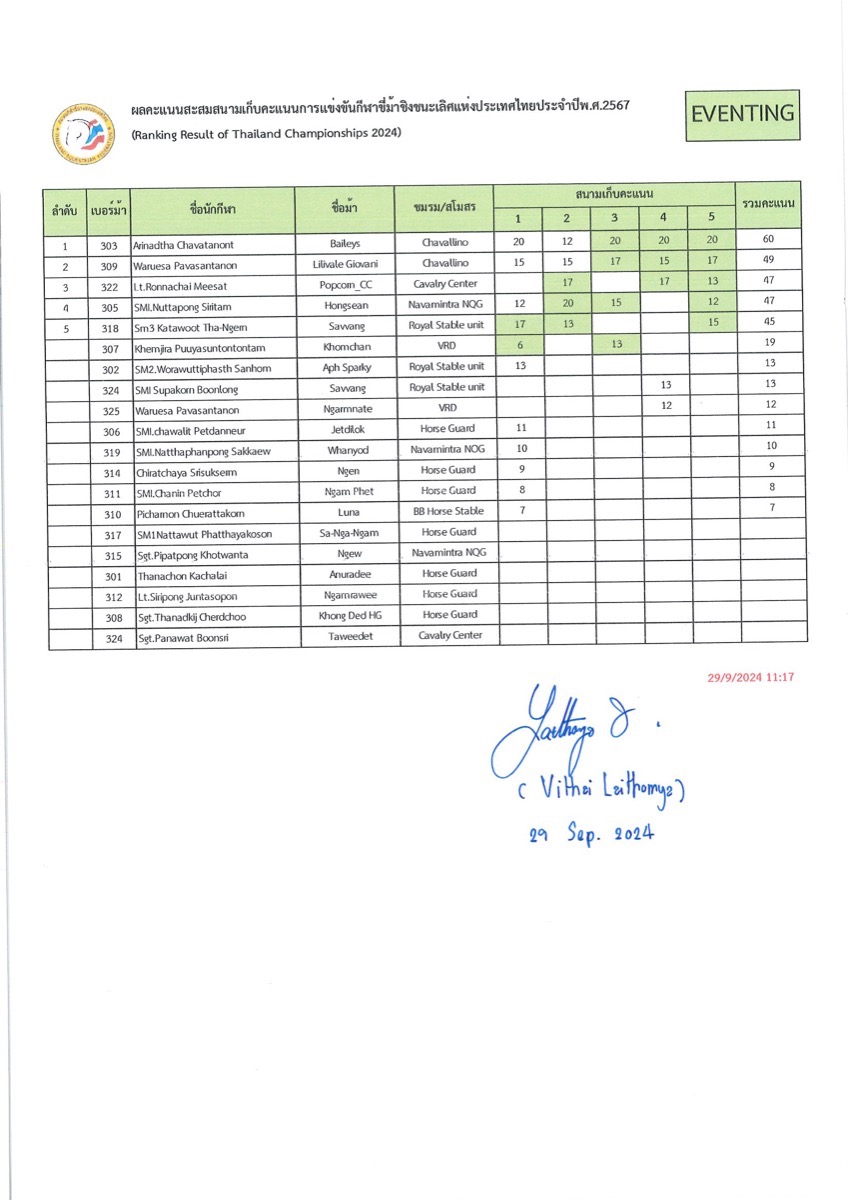 ผลคะแนนสะสมสนามเก็บคะแนนการแข่งขันกีฬาขี่ม้าชิงชนะเลิศแห่งประเทศไทยประจำปีพ.ศ.2567
(Ranking Result of Thailand Championships 2024)
EVENTING
ลำดับ เบอร์ม้า ชื่อนักกีฬา ชื่อม้า ชมรม/สโมสร สนามเก็บคะแนน รวมคะแนน
1 2 3 4 5
1 303 Arinadtha Chavatanont Baileys Chavallino 20 12 20 20 20 60
2 309 Waruesa Pavasantanon Lilivale Giovani Chavallino 15 15 17 15 17 49
3 322 Lt.Ronnachai Meesat Popcorn_CC Cavalry Center 17 17 13 47
4 305 SM1.Nuttapong Siritam Hongsean Navamintra NQG 12 20 15 12 47
5 318 Sm3 Katawoot Tha-Ngern Savvang Royal Stable unit 17 13 15 45
307 Khemjira Puuyasuntontontam Khomchan VRD 6 13 19
302 SM2.Worawuttiphasth Sanhom Aph Sparky Royal Stable unit 13 13
324 SM1 Supakorn Boonlong Savvang Royal Stable unit 13 13
325 Waruesa Pavasantanon Ngarmnate VRD 12 12
306 SM1.chawalit Petdanneur Jetdilok Horse Guard 11 11
319 SM1.Natthaphanpong Sakkaew Whanyod Navamintra NOG 10 10
314 Chiratchaya Srisukserm Ngen Horse Guard 9 9
311 SM1.Chanin Petchor Ngam Phet Horse Guard 8 8
310 Picharnon Chuerattakorn Luna BB Horse Stable 7 7
317 SM1Nattawut Phatthayakoson Sa-Nga-Ngam Horse Guard
315 Sgt.Pipatpong Khotwanta Ngew Navamintra NQG
301 Thanachon Kachalai Anuradee Horse Guard
312 Lt.Siripong Juntasopon Ngamrawee Horse Guard
308 Sgt.Thanadkij Cherdchoo Khong Ded HG Horse Guard
324 Sgt.Panawat Boonsri Taweedet Cavalry Center
29/9/2024 11:17
(Vithei Leithomya)
29 Sep. 2024